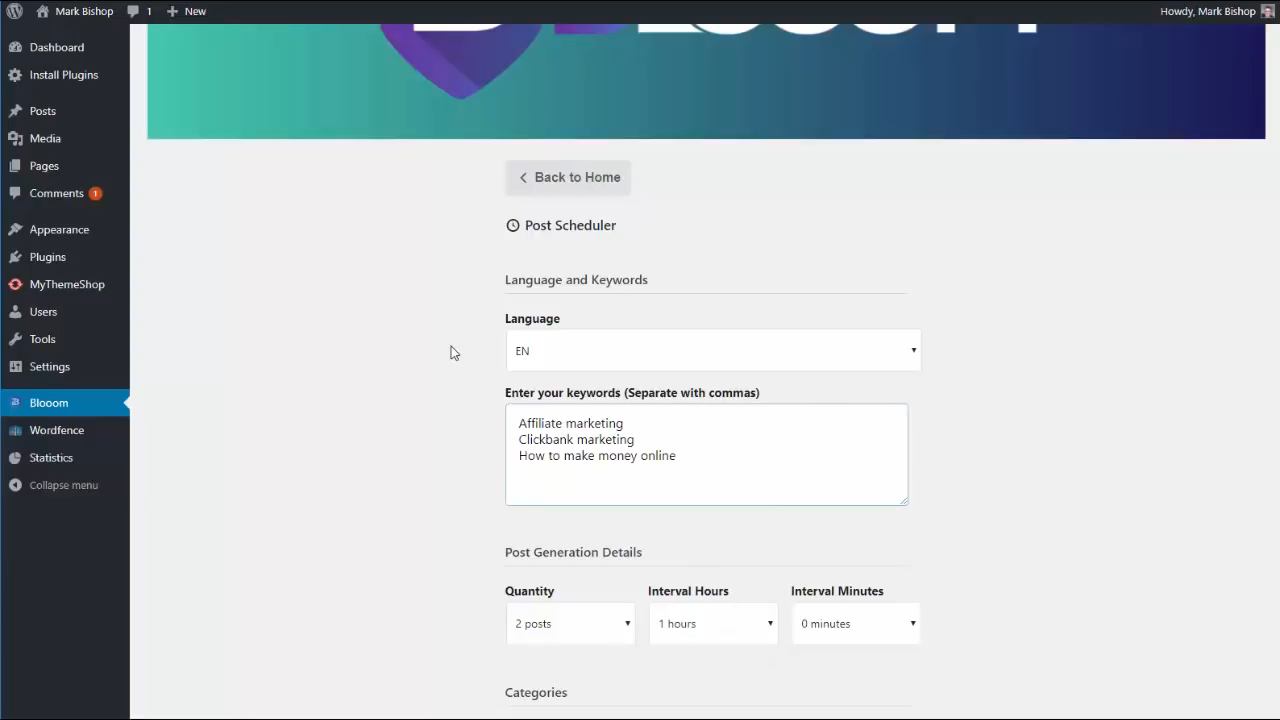 Mark Bishop 1 New Howdy, Mark Bishop
Dashboard
Install Plugins
Posts
Media
Pages
Comments 1
Appearance
Plugins
MyThemeShop
Users
Tools
Settings
Blooom
Wordfence
Statistics
Collapse menu
Back to Home
Post Scheduler
Language and Keywords
Language
EN
Enter your keywords (Separate with commas)
Affiliate marketing
Clickbank marketing
How to make money online
Post Generation Details
Quantity Interval Hours Interval Minutes
2 posts 1 hours 0 minutes
Categories